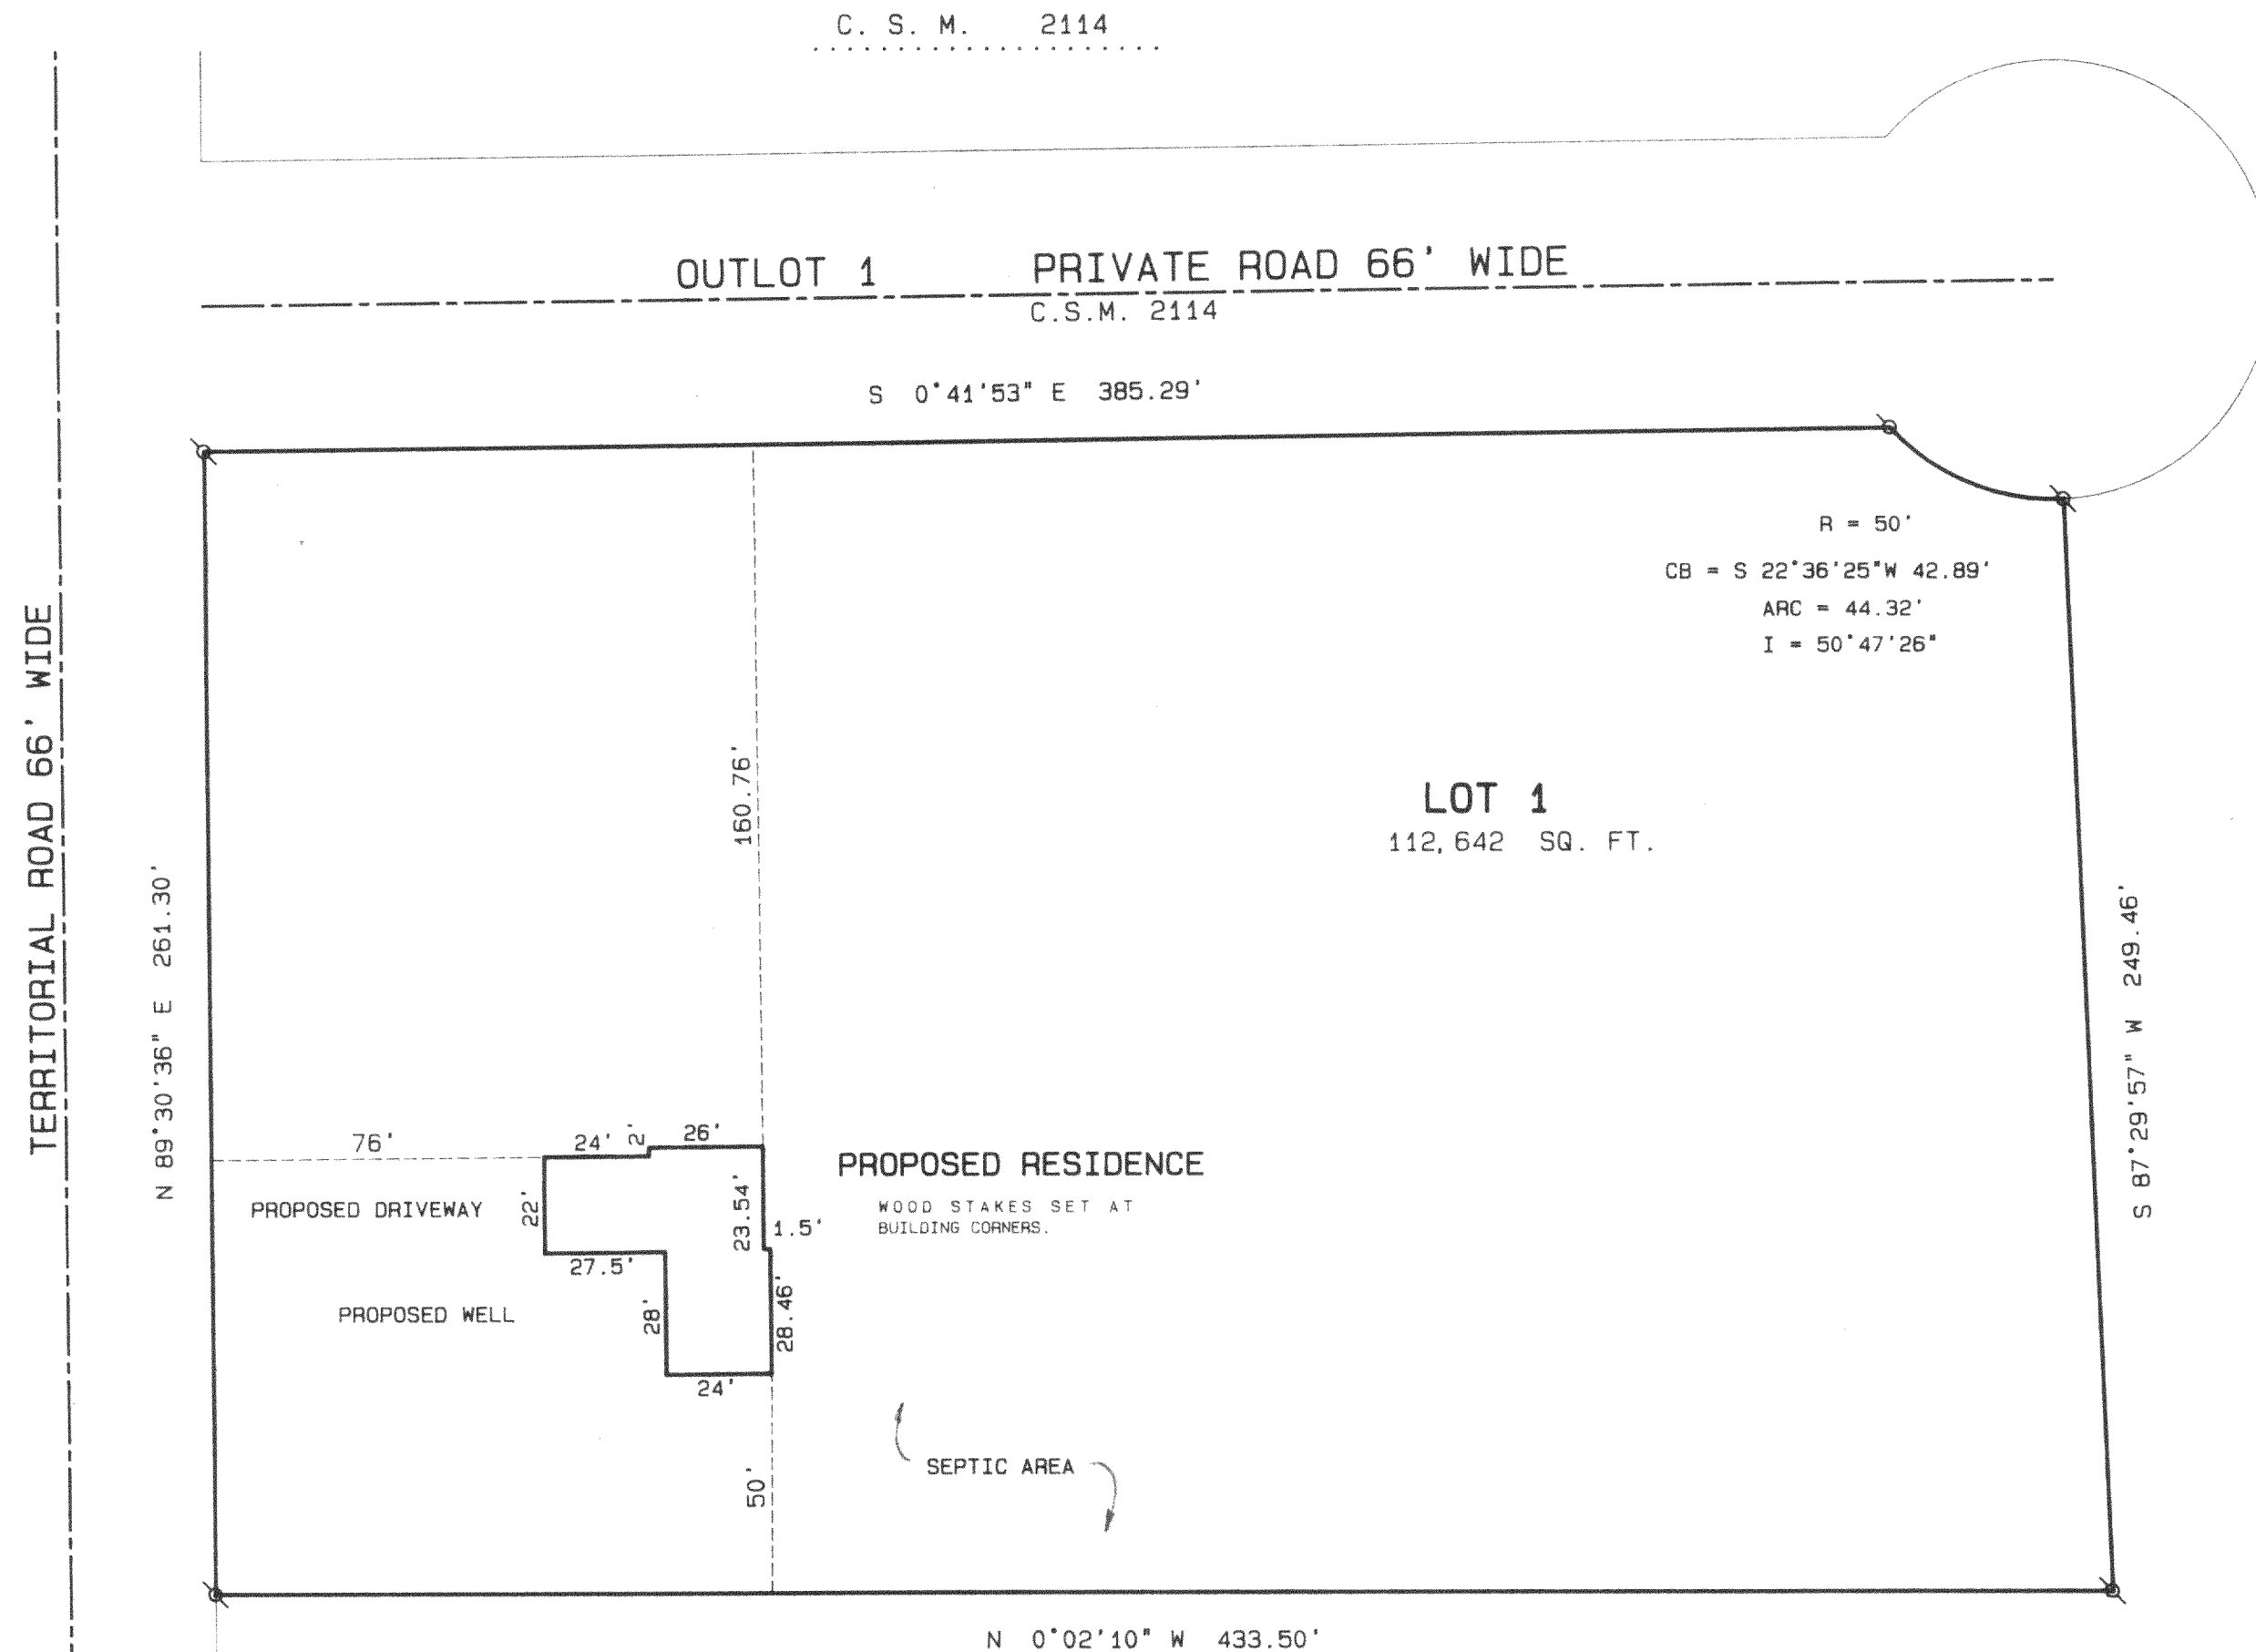 C. S. M. 2114
OUTLOT 1 PRIVATE ROAD 66' WIDE
C.S.M. 2114
S 0°41'53" E 385.29'
R = 50'
CB = S 22°36'25"W 42.89'
ARC = 44.32'
I = 50°47'26"
TERRITORIAL ROAD 66' WIDE
N 89°30'36" E 261.30'
160.76'
LOT 1
112,642 SQ. FT.
S 87°29'57" W 249.46'
76'
24'
2'
26'
PROPOSED RESIDENCE
WOOD STAKES SET AT
BUILDING CORNERS.
PROPOSED DRIVEWAY
22'
23.54'
1.5'
27.5'
PROPOSED WELL
28'
28.46'
24'
SEPTIC AREA
50'
N 0°02'10" W 433.50'